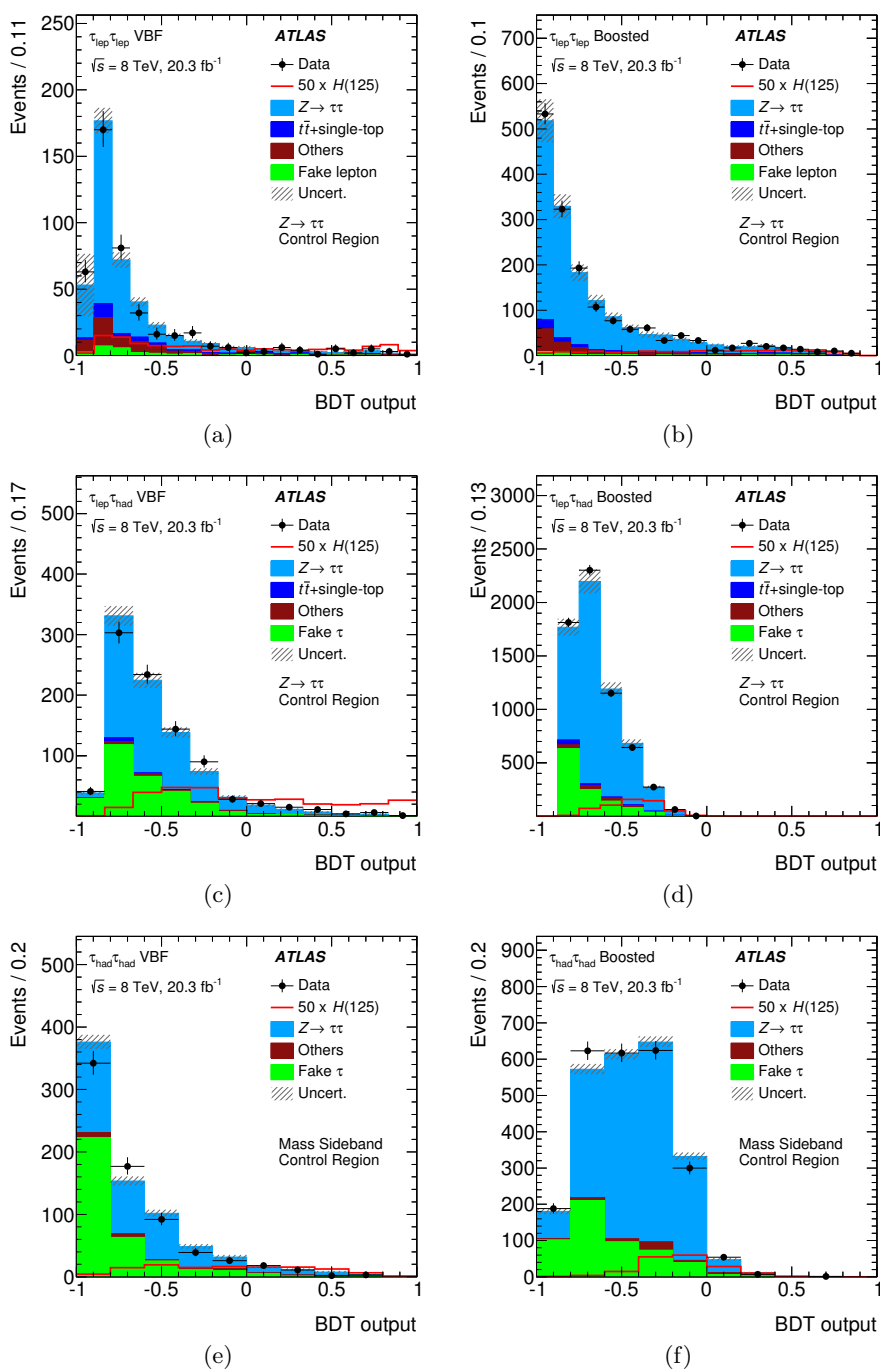 Events / 0.11
250
200
150
100
50
0
τlepτlep VBF
√s = 8 TeV, 20.3 fb⁻¹
ATLAS
Data
50 x H(125)
Z→ ττ
tt̄+single-top
Others
Fake lepton
Uncert.
Z→ ττ
Control Region
-1 -0.5 0 0.5 1
BDT output
(a)
Events / 0.1
700
600
500
400
300
200
100
0
τlepτlep Boosted
√s = 8 TeV, 20.3 fb⁻¹
ATLAS
Data
50 x H(125)
Z→ ττ
tt̄+single-top
Others
Fake lepton
Uncert.
Z→ ττ
Control Region
-1 -0.5 0 0.5 1
BDT output
(b)
Events / 0.17
500
400
300
200
100
τlepτhad VBF
√s = 8 TeV, 20.3 fb⁻¹
ATLAS
Data
50 x H(125)
Z→ ττ
tt̄+single-top
Others
Fake τ
Uncert.
Z→ ττ
Control Region
-1 -0.5 0 0.5 1
BDT output
(c)
Events / 0.13
3000
2500
2000
1500
1000
500
τlepτhad Boosted
√s = 8 TeV, 20.3 fb⁻¹
ATLAS
Data
50 x H(125)
Z→ ττ
tt̄+single-top
Others
Fake τ
Uncert.
Z→ ττ
Control Region
-1 -0.5 0 0.5 1
BDT output
(d)
Events / 0.2
500
400
300
200
100
0
τhadτhad VBF
√s = 8 TeV, 20.3 fb⁻¹
ATLAS
Data
50 x H(125)
Z→ ττ
Others
Fake τ
Uncert.
Mass Sideband
Control Region
-1 -0.5 0 0.5 1
BDT output
(e)
Events / 0.2
900
800
700
600
500
400
300
200
100
0
τhadτhad Boosted
√s = 8 TeV, 20.3 fb⁻¹
ATLAS
Data
50 x H(125)
Z→ ττ
Others
Fake τ
Uncert.
Mass Sideband
Control Region
-1 -0.5 0 0.5 1
BDT output
(f)